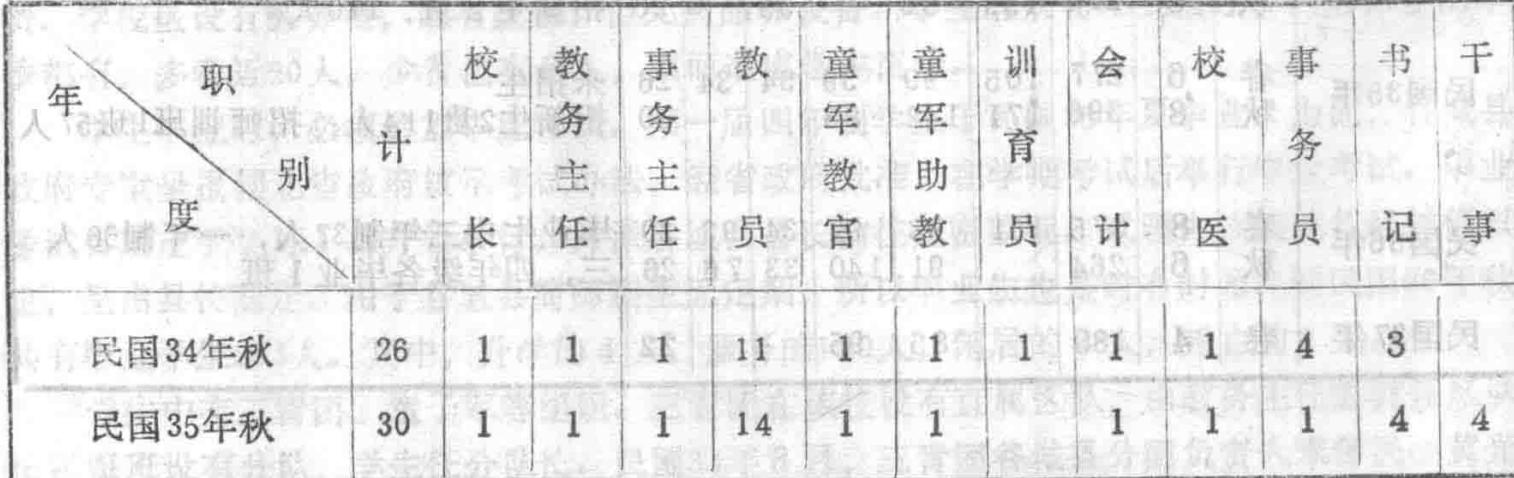 年度 职别 计 校长 教务主任 事务主任 教员 童军教官 童军助教 训育员 会计 校医 事务员 书记 干事
民国34年秋 26 1 1 1 11 1 1 1 1 1 4 3
民国35年秋 30 1 1 1 14 1 1 1 1 1 4 4